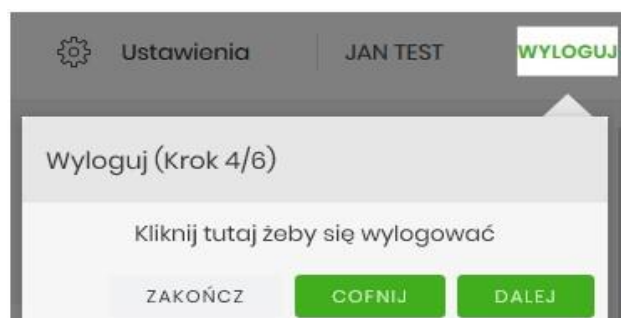 Ustawienia JAN TEST WYLOGUJ
Wyloguj (Krok 4/6)
Kliknij tutaj żeby się wylogować
ZAKOŃCZ COFNIJ DALEJ